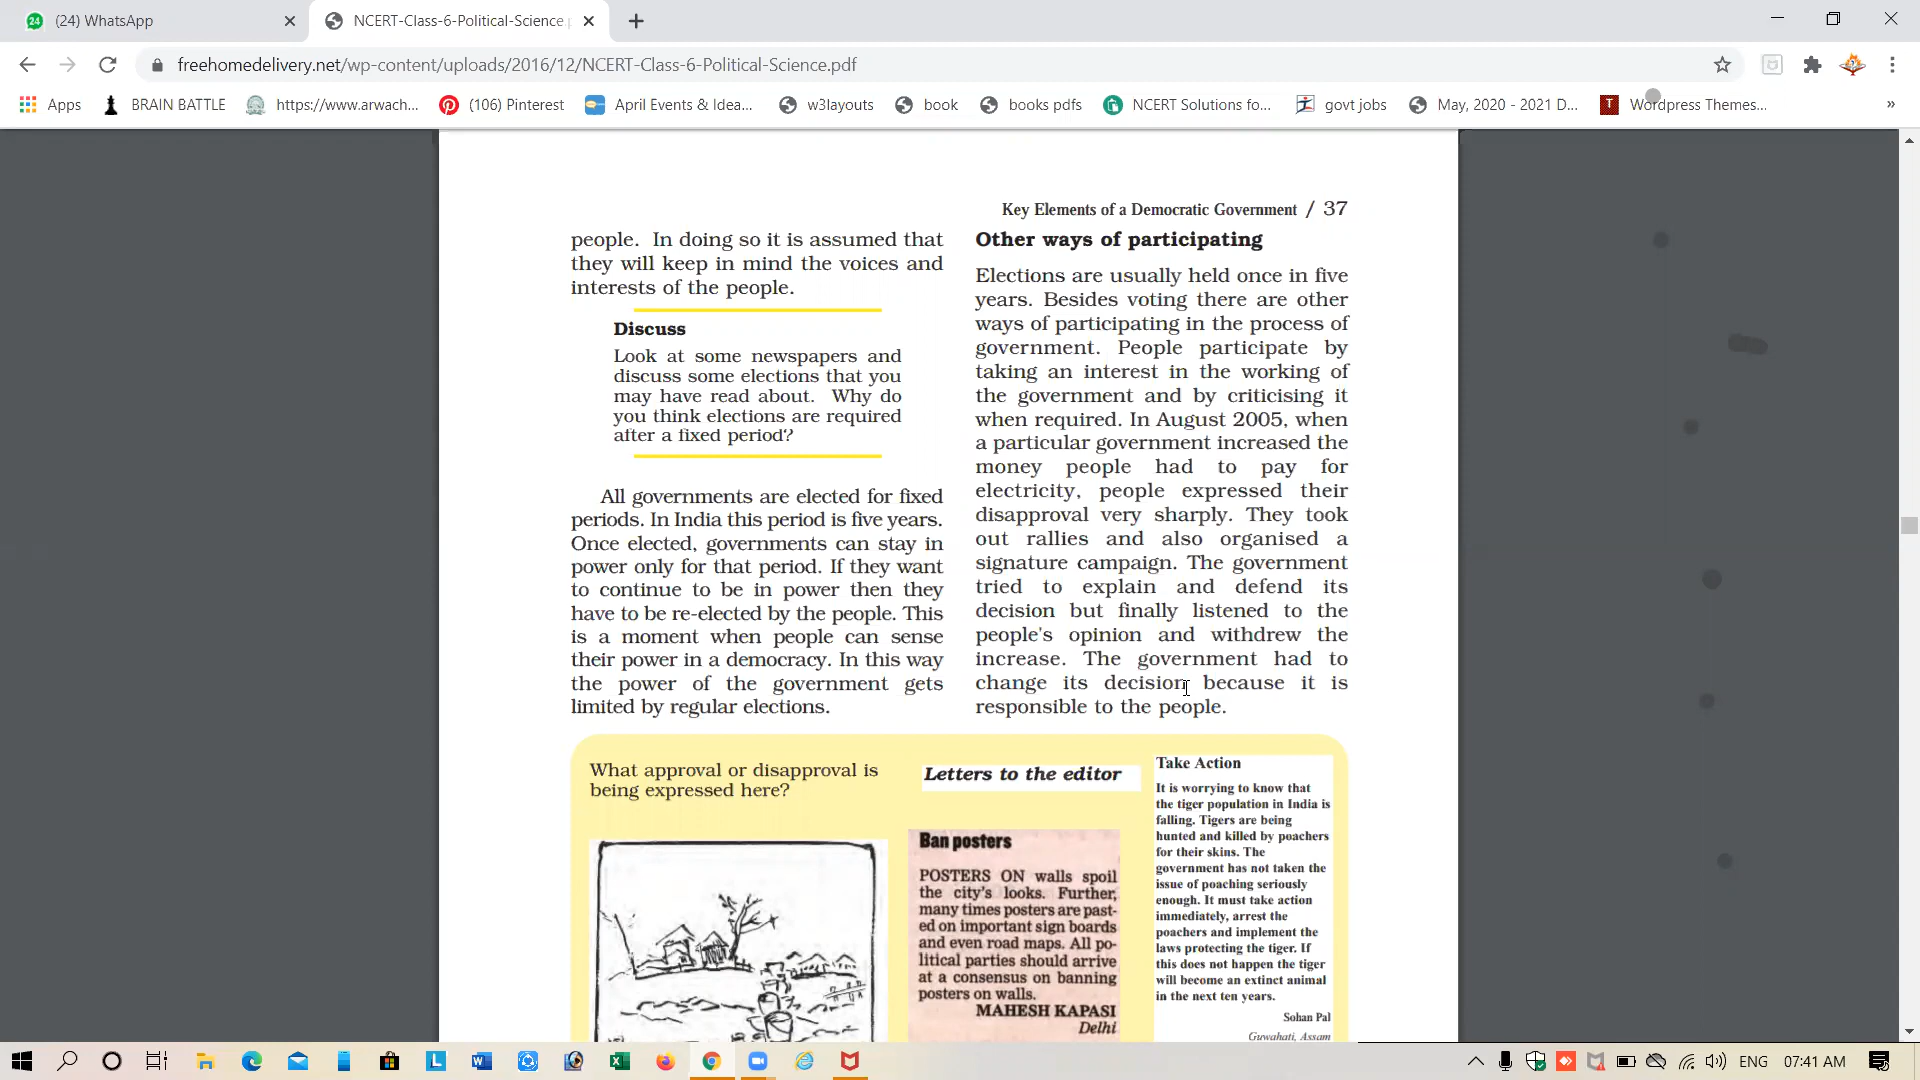 (24) WhatsApp
NCERT-Class-6-Political-Science.p
freehomedelivery.net/wp-content/uploads/2016/12/NCERT-Class-6-Political-Science.pdf
Apps
BRAIN BATTLE
https://www.arwach...
(106) Pinterest
April Events & Idea...
w3layouts
book
books pdfs
NCERT Solutions fo...
govt jobs
May, 2020 - 2021 D...
Wordpress Themes...
Key Elements of a Democratic Government / 37
people. In doing so it is assumed that
they will keep in mind the voices and
interests of the people.
Discuss
Look at some newspapers and
discuss some elections that you
may have read about. Why do
you think elections are required
after a fixed period?
All governments are elected for fixed
periods. In India this period is five years.
Once elected, governments can stay in
power only for that period. If they want
to continue to be in power then they
have to be re-elected by the people. This
is a moment when people can sense
their power in a democracy. In this way
the power of the government gets
limited by regular elections.
Other ways of participating
Elections are usually held once in five
years. Besides voting there are other
ways of participating in the process of
government. People participate by
taking an interest in the working of
the government and by criticising it
when required. In August 2005, when
a particular government increased the
money people had to pay for
electricity, people expressed their
disapproval very sharply. They took
out rallies and also organised a
signature campaign. The government
tried to explain and defend its
decision but finally listened to the
people's opinion and withdrew the
increase. The government had to
change its decision because it is
responsible to the people.
What approval or disapproval is
being expressed here?
Letters to the editor
Ban posters
POSTERS ON walls spoil
the city's looks. Further,
many times posters are past-
ed on important sign boards
and even road maps. All po-
litical parties should arrive
at a consensus on banning
posters on walls.
MAHESH KAPASI
Delhi
Take Action
It is worrying to know that
the tiger population in India is
falling. Tigers are being
hunted and killed by poachers
for their skins. The
government has not taken the
issue of poaching seriously
enough. It must take action
immediately, arrest the
poachers and implement the
laws protecting the tiger. If
this does not happen the tiger
will become an extinct animal
in the next ten years.
Sohan Pal
Guwahati, Assam
ENG
07:41 AM